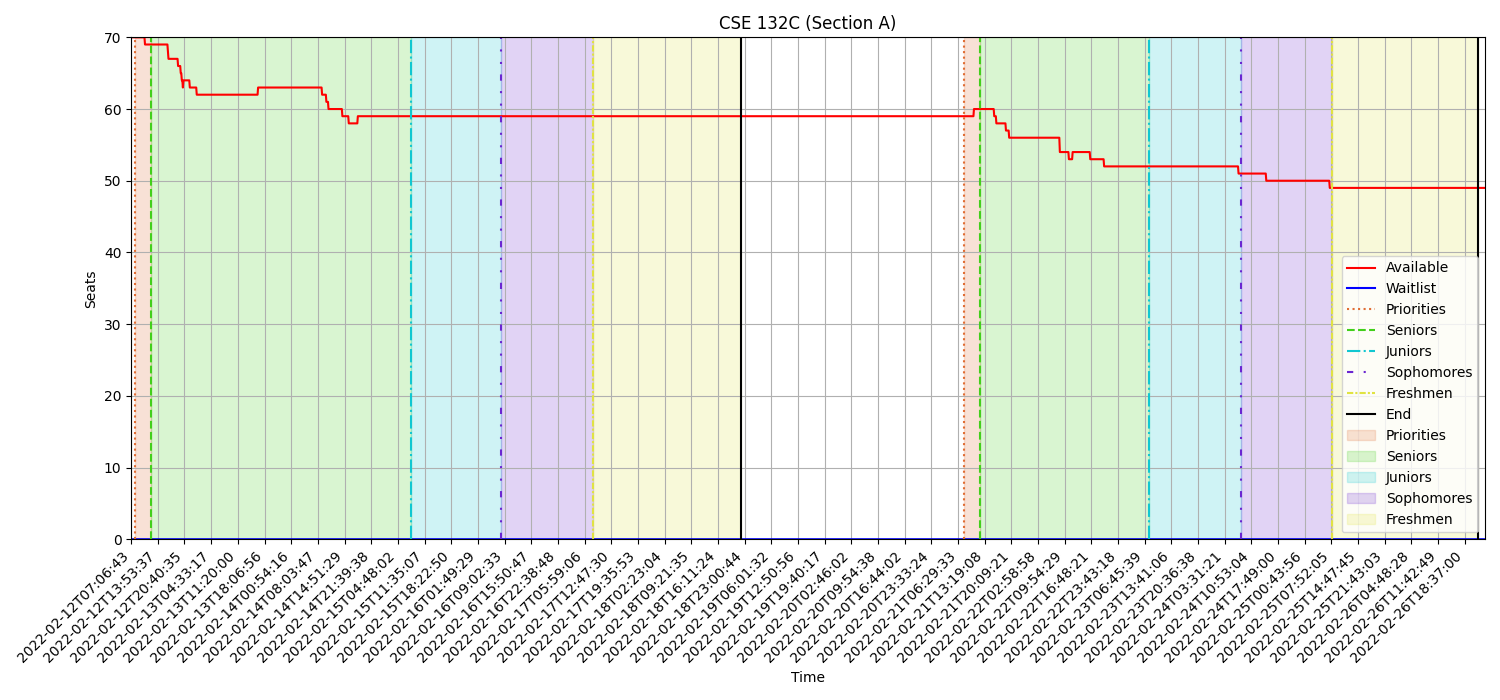 CSE 132C (Section A)
70
60
50
40
30
20
10
0
Seats
Available
Waitlist
Priorities
Seniors
Juniors
Sophomores
Freshmen
End
Priorities
Seniors
Juniors
Sophomores
Freshmen
2022-02-12T07:06:43
2022-02-12T13:53:37
2022-02-12T20:40:35
2022-02-13T04:33:17
2022-02-13T11:20:00
2022-02-13T18:06:56
2022-02-14T00:54:16
2022-02-14T08:03:47
2022-02-14T14:51:29
2022-02-14T21:39:38
2022-02-15T04:48:02
2022-02-15T11:35:07
2022-02-15T18:22:50
2022-02-16T01:49:29
2022-02-16T09:02:33
2022-02-16T15:50:47
2022-02-16T22:38:48
2022-02-17T05:59:06
2022-02-17T12:47:30
2022-02-17T19:35:53
2022-02-18T02:23:04
2022-02-18T09:21:35
2022-02-18T16:11:24
2022-02-18T23:00:44
2022-02-19T06:01:32
2022-02-19T12:50:56
2022-02-19T19:40:17
2022-02-20T02:46:02
2022-02-20T09:54:38
2022-02-20T16:44:02
2022-02-20T23:33:24
2022-02-21T06:29:33
2022-02-21T13:19:08
2022-02-21T20:09:21
2022-02-22T02:58:58
2022-02-22T09:54:29
2022-02-22T16:48:21
2022-02-22T23:43:18
2022-02-23T06:45:39
2022-02-23T13:41:06
2022-02-23T20:36:38
2022-02-24T03:31:21
2022-02-24T10:53:04
2022-02-24T17:49:00
2022-02-25T00:43:56
2022-02-25T07:52:05
2022-02-25T14:47:45
2022-02-25T21:43:03
2022-02-26T04:48:28
2022-02-26T11:42:49
2022-02-26T18:37:00
Time